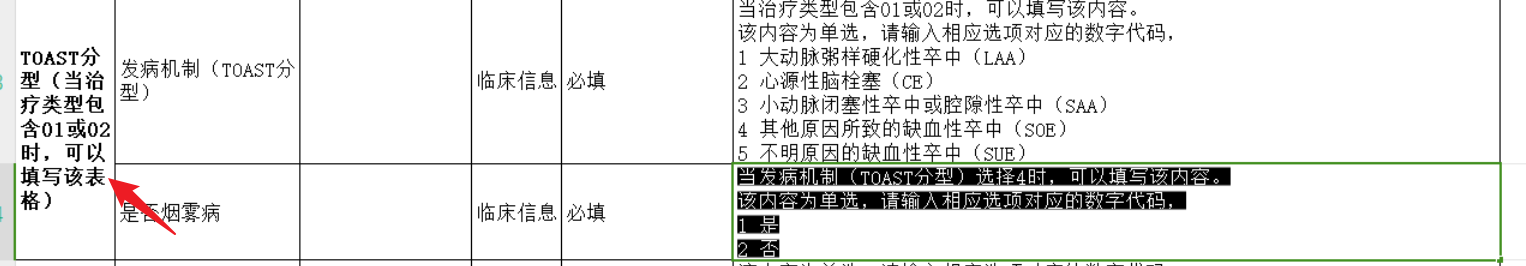 当治疗类型包含01或02时，可以填写该内容。
该内容为单选，请输入相应选项对应的数字代码，
1 大动脉粥样硬化性卒中（LAA）
2 心源性脑栓塞（CE）
3 小动脉闭塞性卒中或腔隙性卒中（SAA）
4 其他原因所致的缺血性卒中（SOE）
5 不明原因的缺血性卒中（SUE）
TOAST分
型（当治
疗类型包
含01或02
时，可以
填写该表
格）
发病机制（TOAST分
型）
临床信息
必填
是否烟雾病
临床信息
必填
当发病机制（TOAST分型）选择4时，可以填写该内容。
该内容为单选，请输入相应选项对应的数字代码，
1 是
2 否